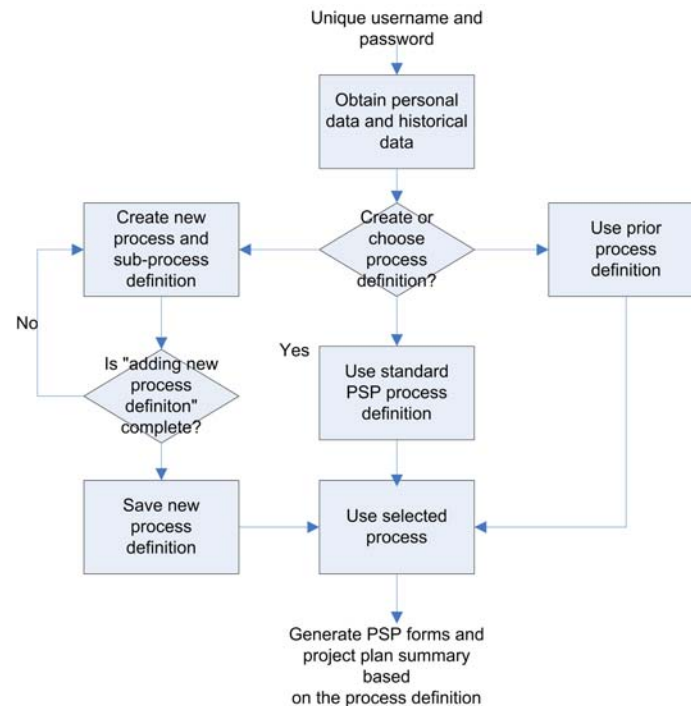 Unique username and
password
Obtain personal
data and historical
data
Create new
process and
sub-process
definition
Create or
choose
process
definition?
Use prior
process
definition
No
Is "adding new
process
definiton"
complete?
Yes
Use standard
PSP process
definition
Save new
process
definition
Use selected
process
Generate PSP forms and
project plan summary
based
on the process definition